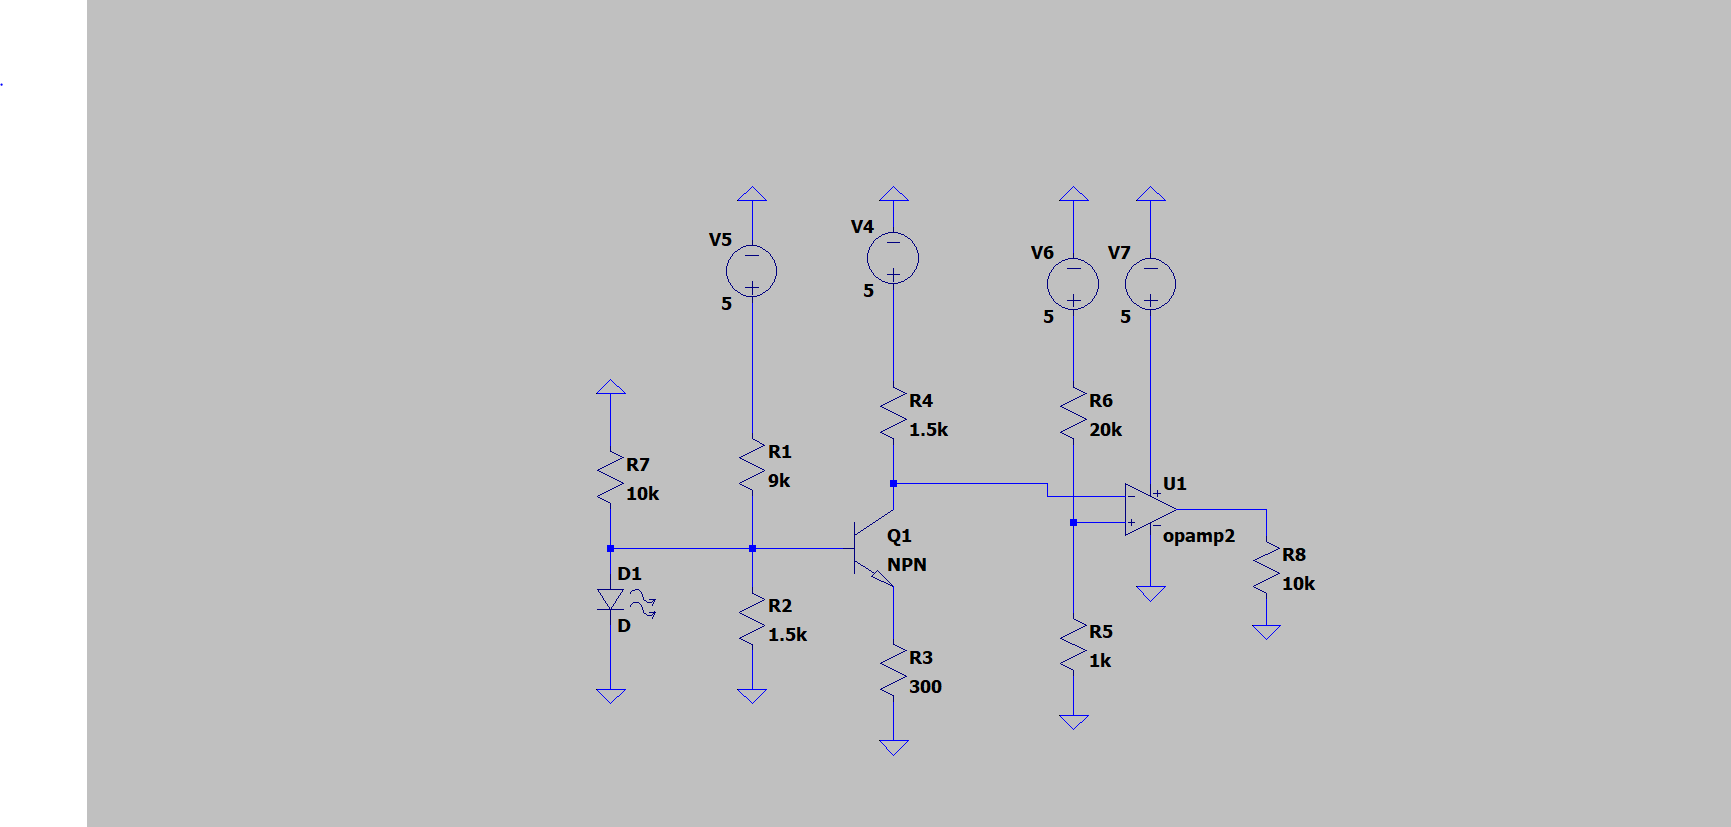 V5
5
V4
5
V6
5
V7
5
R7
10k
R1
9k
R4
1.5k
R6
20k
D1
D
R2
1.5k
Q1
NPN
R3
300
R5
1k
U1
opamp2
R8
10k